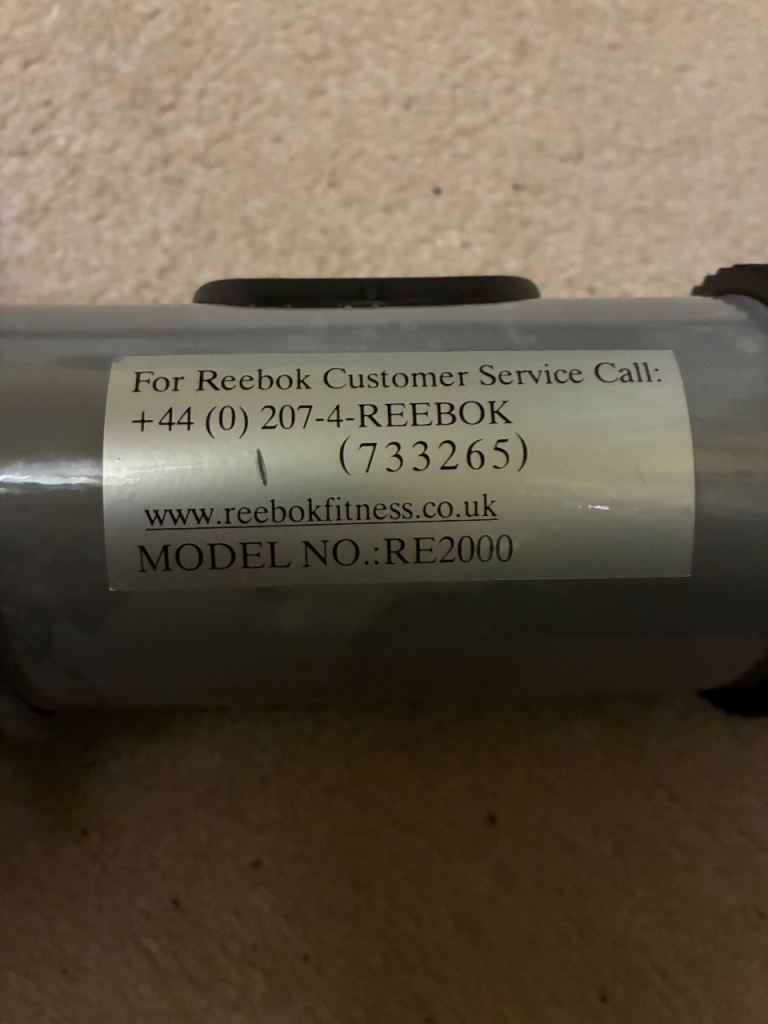 For Reebok Customer Service Call:
+44 (0) 207-4-REEBOK
(733265)
www.reebokfitness.co.uk
MODEL NO.:RE2000